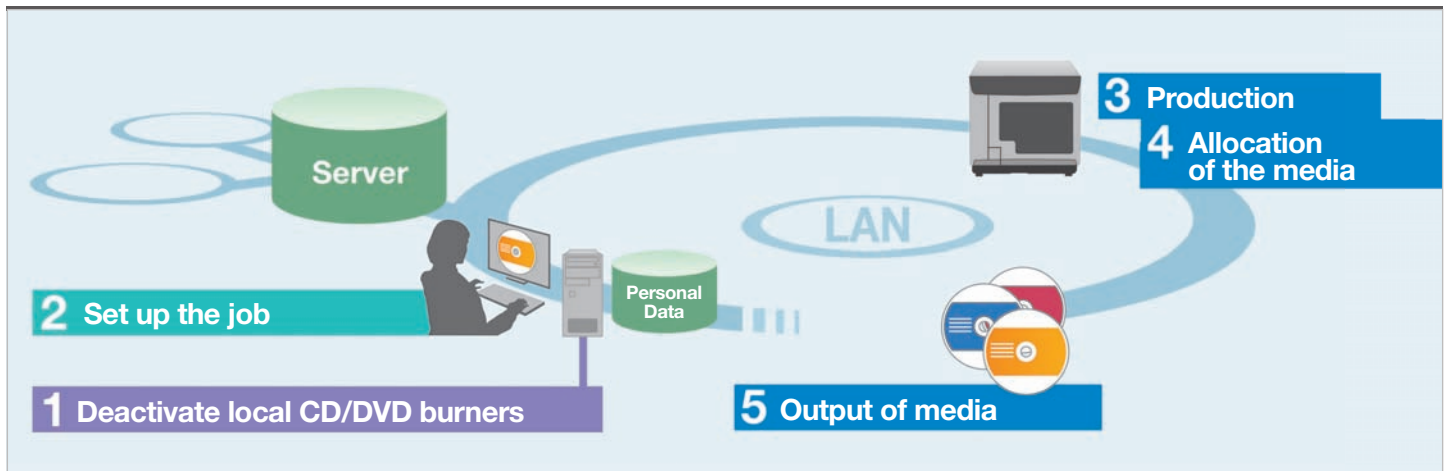 Server
LAN
Personal
Data
1 Deactivate local CD/DVD burners
2 Set up the job
3 Production
4 Allocation
of the media
5 Output of media